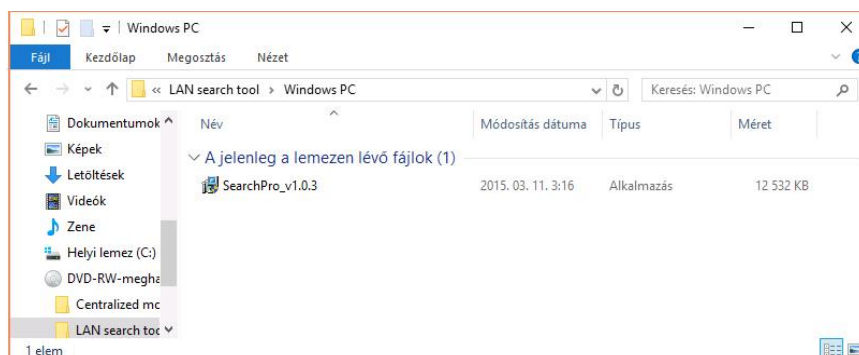 Windows PC
Fájl Kezdőlap Megosztás Nézet
« LAN search tool › Windows PC
Keresés: Windows PC
Név Módosítás dátuma Típus Méret
Dokumentumok
Képek
Letöltések
Videók
Zene
Helyi lemez (C:)
DVD-RW-megha
Centralized mc
LAN search toc
A jelenleg a lemezen lévő fájlok (1)
SearchPro_v1.0.3 2015. 03. 11. 3:16 Alkalmazás 12 532 KB
1 elem